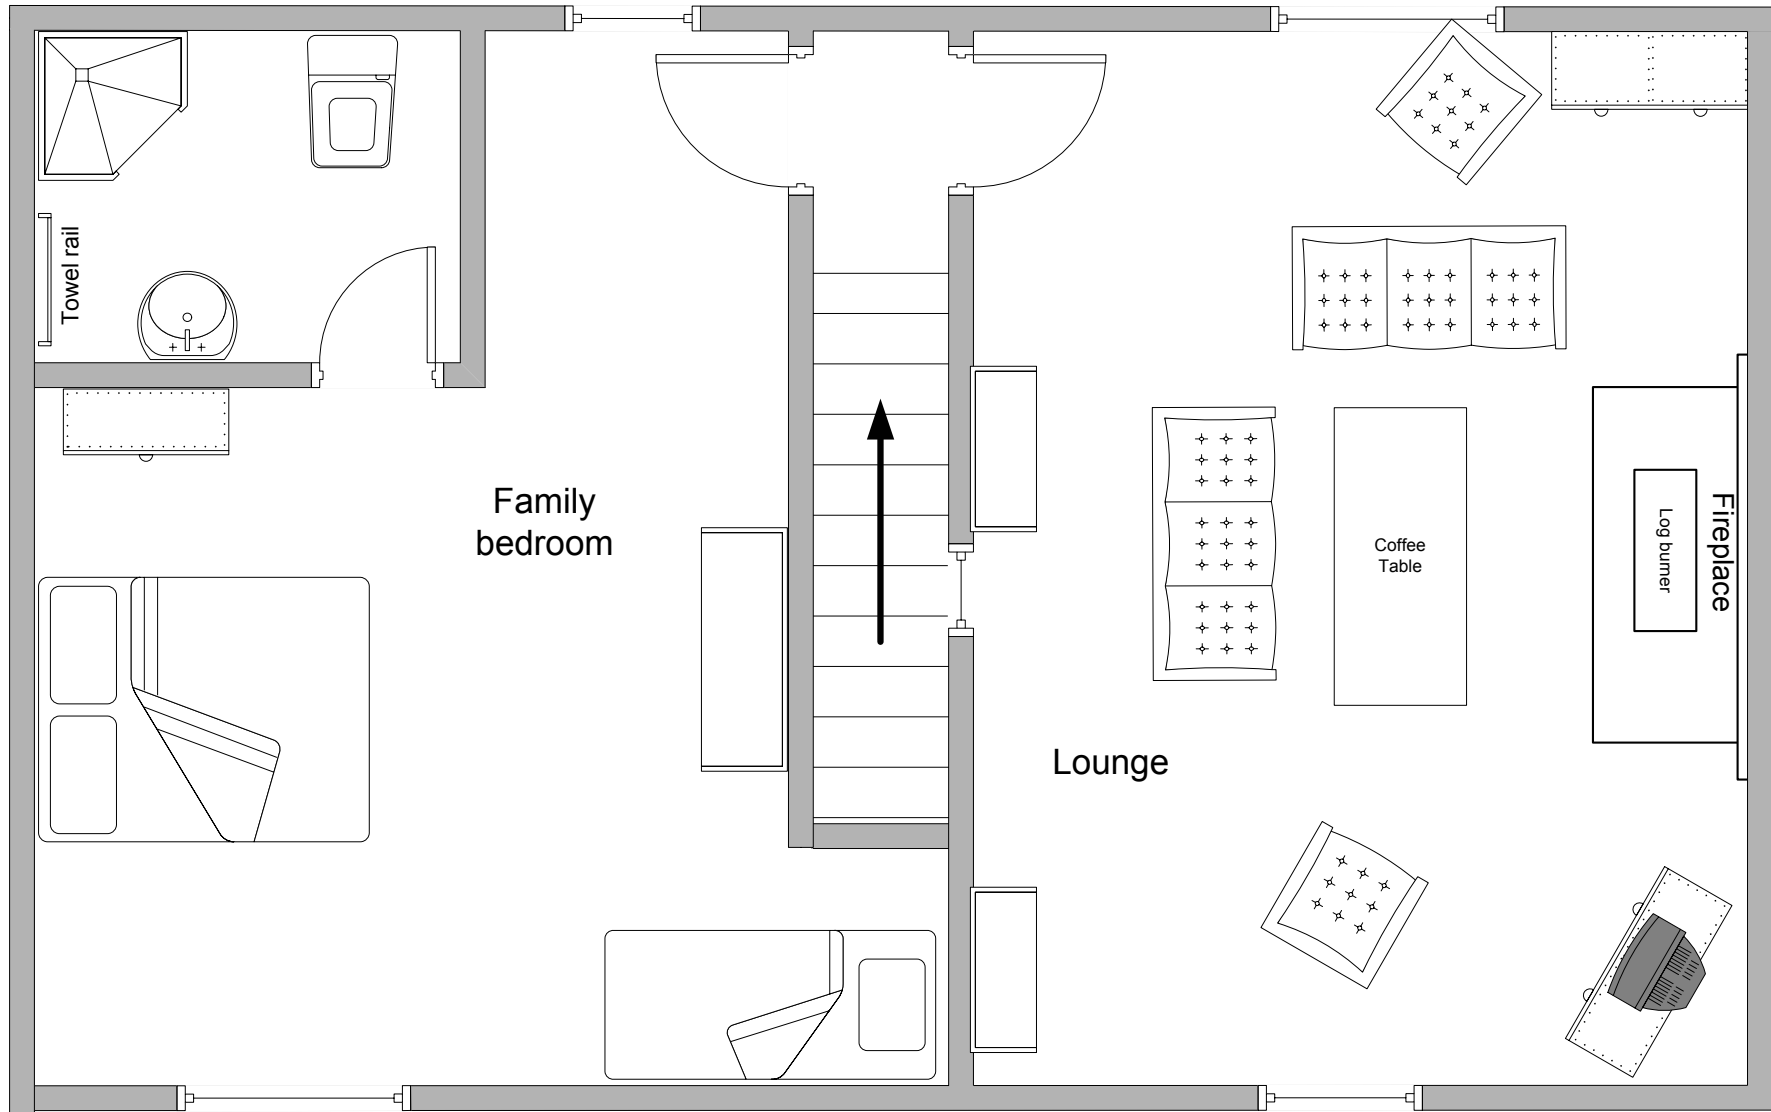 Towel rail
Family
bedroom
Coffee
Table
Log burner
Fireplace
Lounge